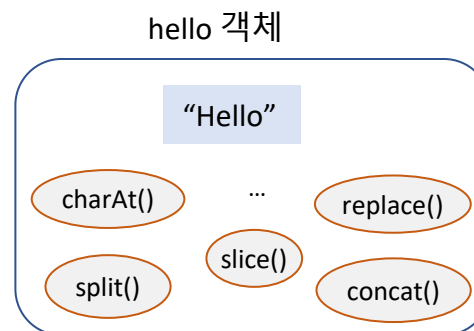 hello 객체
“Hello”
charAt()
...
replace()
slice()
split()
concat()